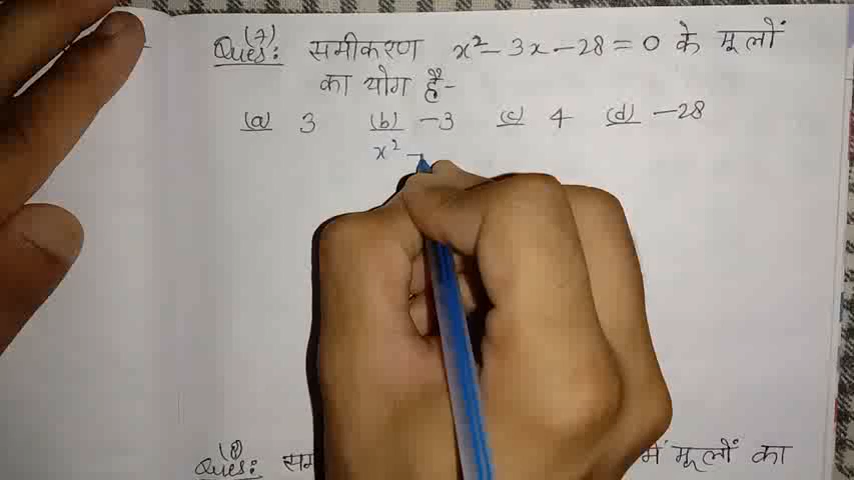 (7)
Ques: समीकरण x² - 3x - 28 = 0 के मूलों
का योग है-
(a) 3 (b) -3 (c) 4 (d) -28
x² -
(8)
Ques: में मूलों का